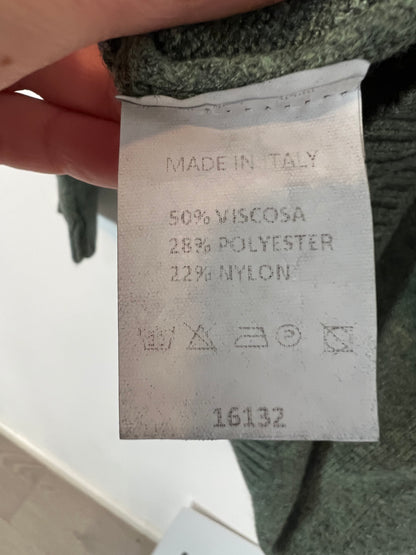 MADE IN ITALY
50% VISCOSA
28% POLYESTER
22% NYLON
16132